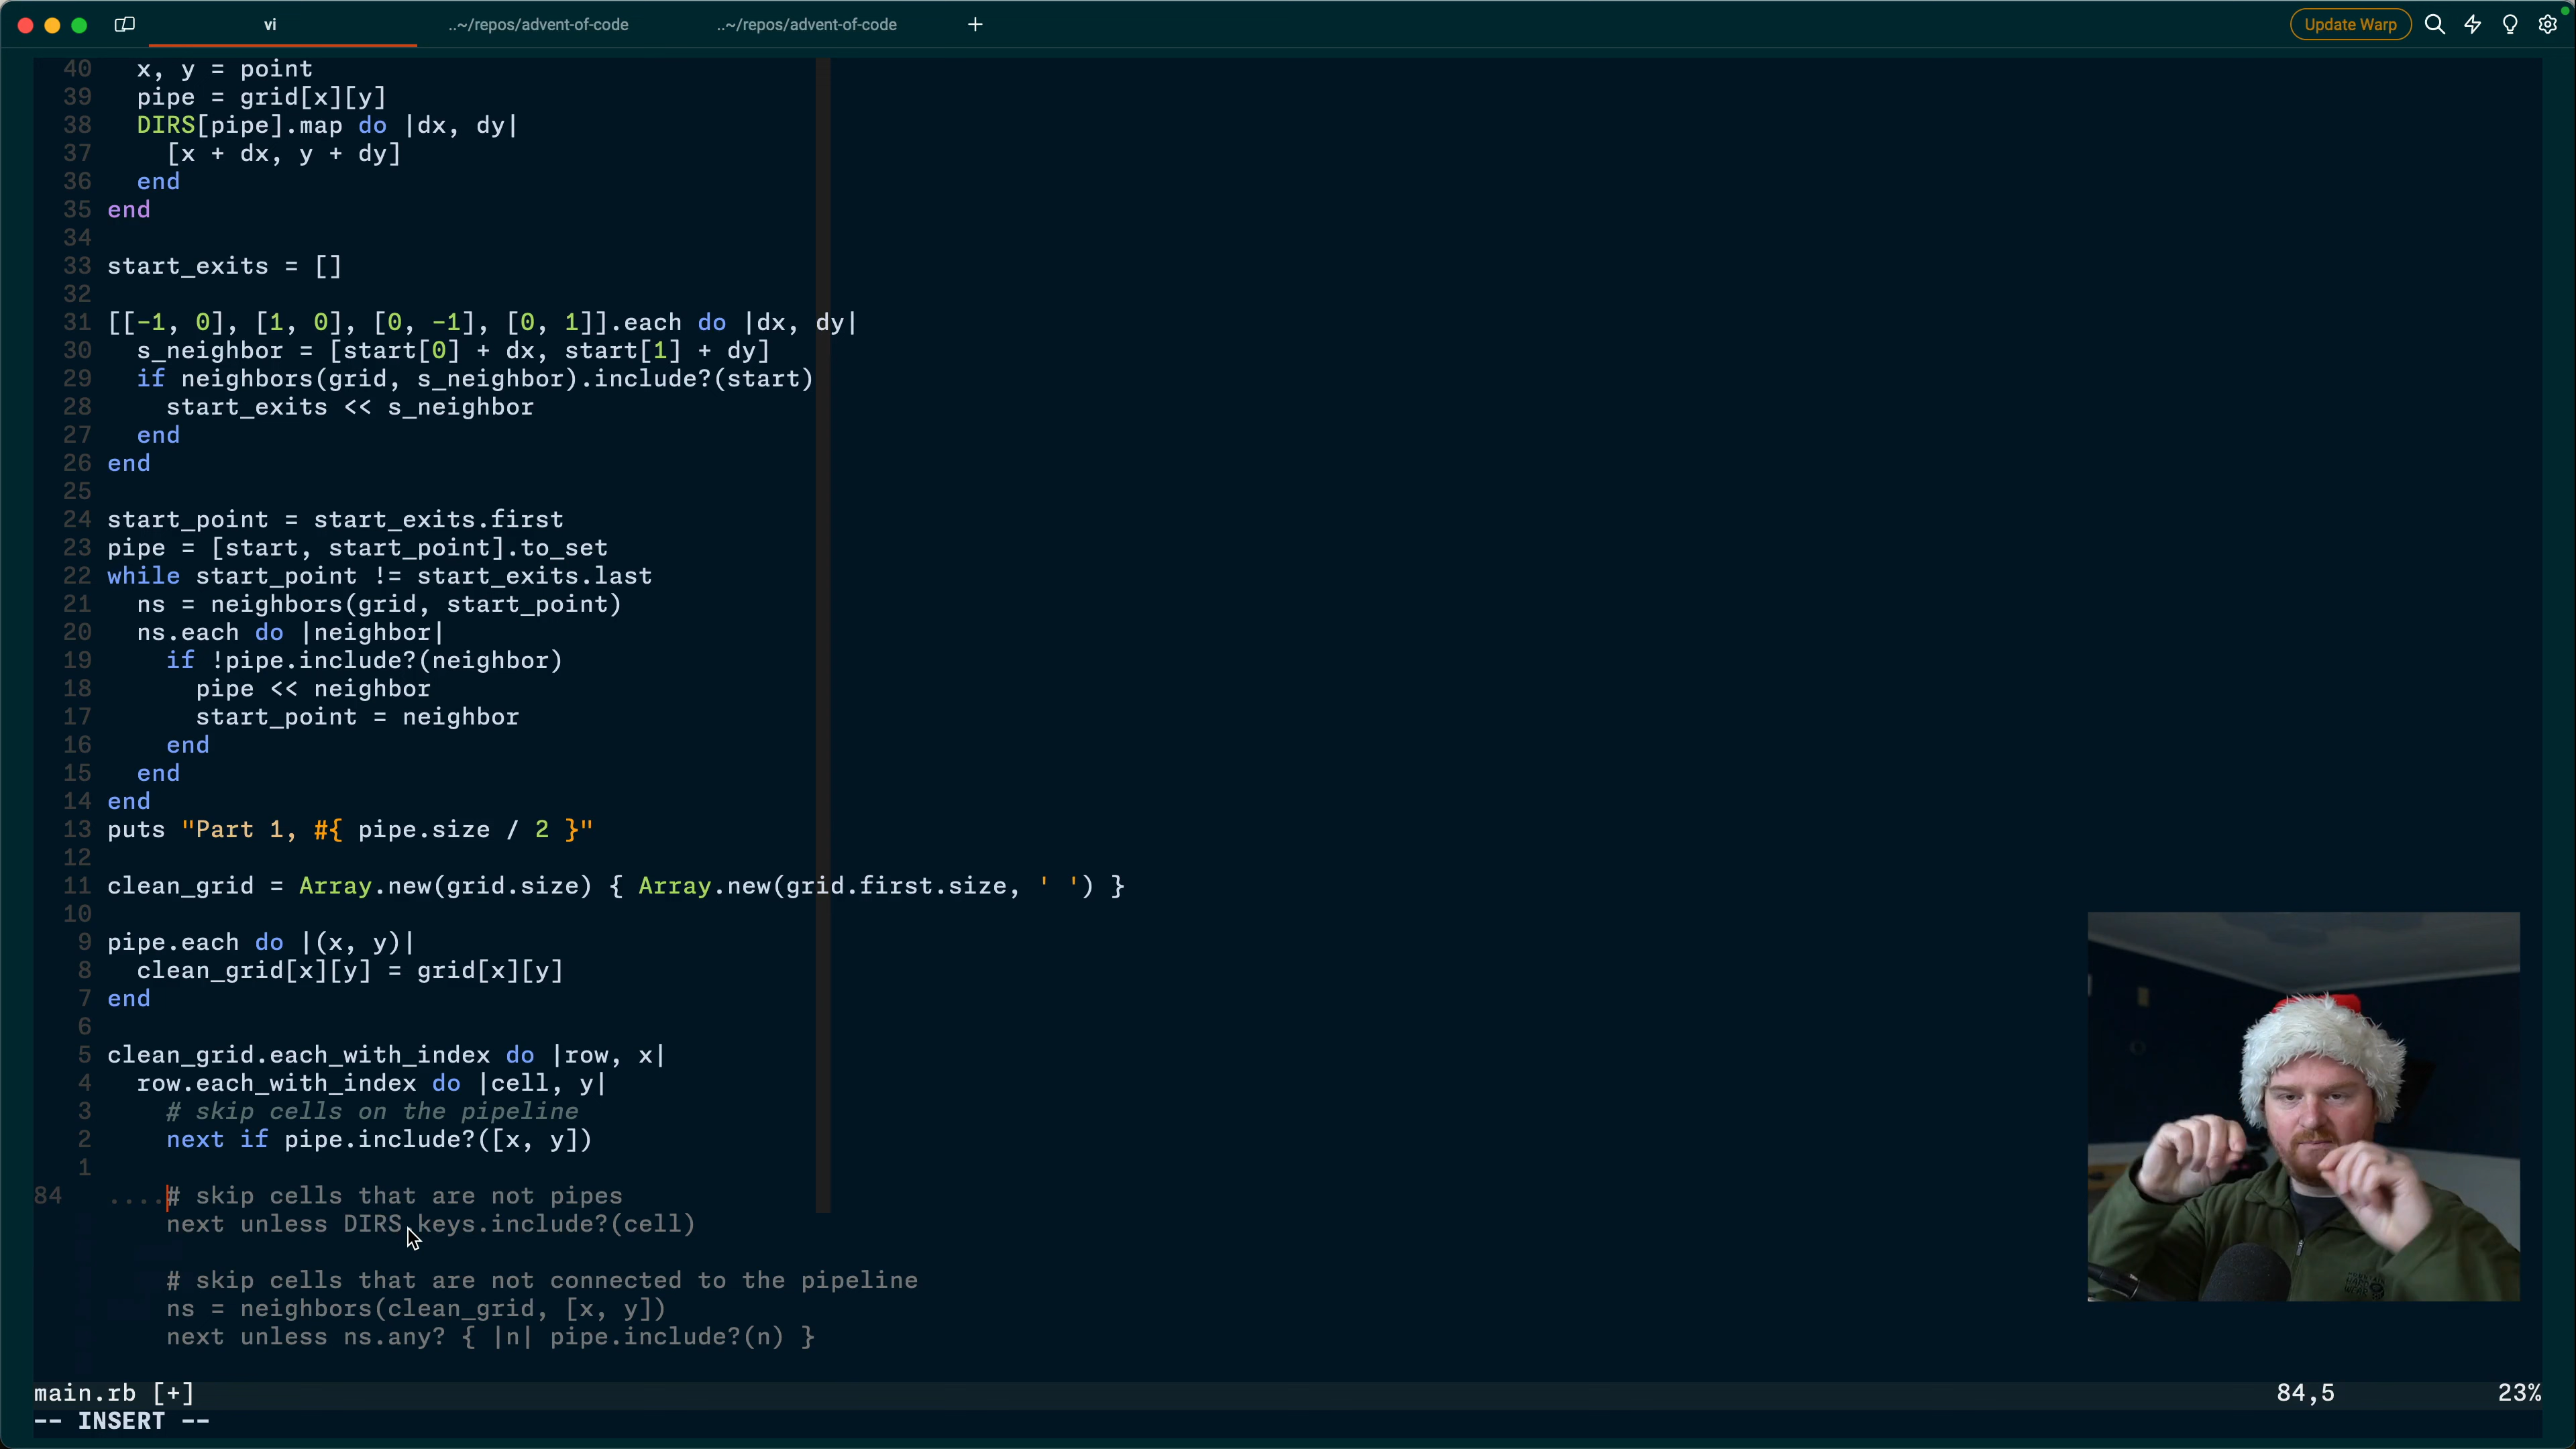 vi
..~/repos/advent-of-code
..~/repos/advent-of-code
+
Update Warp
40 x, y = point
39 pipe = grid[x][y]
38 DIRS[pipe].map do |dx, dy|
37 [x + dx, y + dy]
36 end
35 end
34
33 start_exits = []
32
31 [[-1, 0], [1, 0], [0, -1], [0, 1]].each do |dx, dy|
30 s_neighbor = [start[0] + dx, start[1] + dy]
29 if neighbors(grid, s_neighbor).include?(start)
28 start_exits << s_neighbor
27 end
26 end
25
24 start_point = start_exits.first
23 pipe = [start, start_point].to_set
22 while start_point != start_exits.last
21 ns = neighbors(grid, start_point)
20 ns.each do |neighbor|
19 if !pipe.include?(neighbor)
18 pipe << neighbor
17 start_point = neighbor
16 end
15 end
14 end
13 puts "Part 1, #{ pipe.size / 2 }"
12
11 clean_grid = Array.new(grid.size) { Array.new(grid.first.size, ' ') }
10
9 pipe.each do |(x, y)|
8 clean_grid[x][y] = grid[x][y]
7 end
6
5 clean_grid.each_with_index do |row, x|
4 row.each_with_index do |cell, y|
3 # skip cells on the pipeline
2 next if pipe.include?([x, y])
1
84 ....# skip cells that are not pipes
next unless DIRS.keys.include?(cell)
# skip cells that are not connected to the pipeline
ns = neighbors(clean_grid, [x, y])
next unless ns.any? { |n| pipe.include?(n) }
main.rb [+] 84,5 23%
-- INSERT --